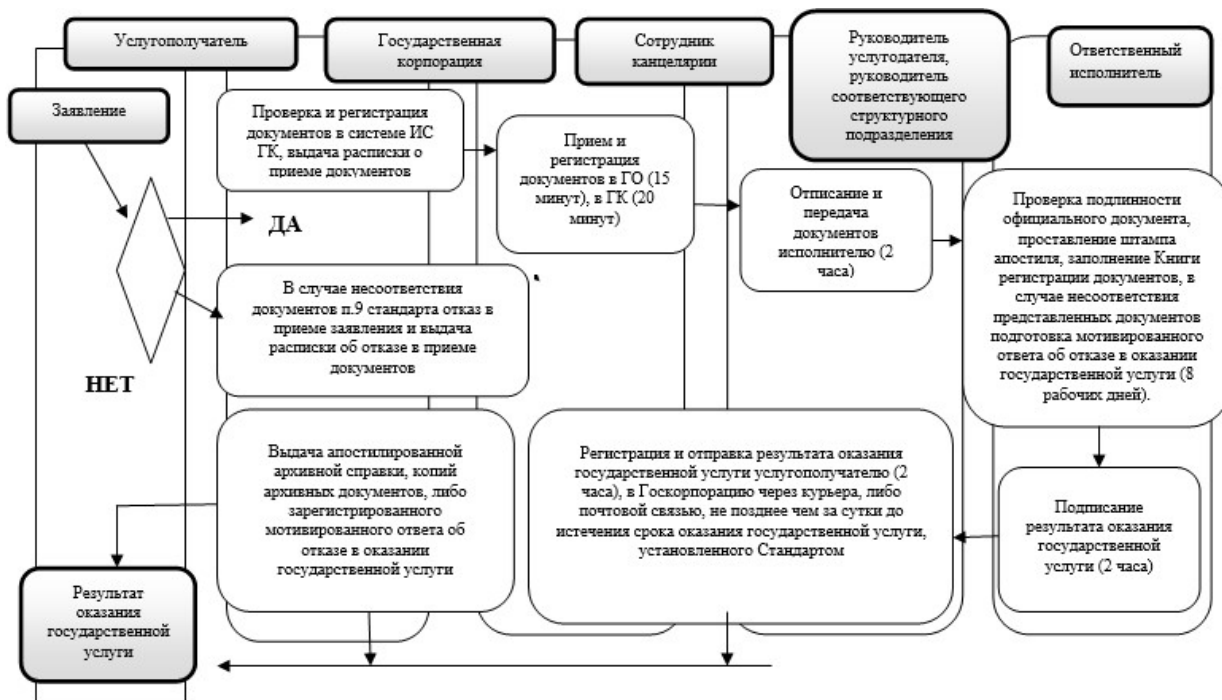 Услугополучатель
Государственная
корпорация
Сотрудник
канцелярии
Руководитель
услугодателя,
руководитель
соответствующего
структурного
подразделения
Ответственный
исполнитель
Заявление
Проверка и регистрация
документов в системе ИС
ГК, выдача расписки о
приеме документов
Прием и
регистрация
документов в ГО (15
минут), в ГК (20
минут)
Отписание и
передача
документов
исполнителю (2
часа)
Проверка подлинности
официального документа,
проставление штампа
апостиля, заполнение Книги
регистрации документов, в
случае несоответствия
представленных документов
подготовка мотивированного
ответа об отказе в оказании
государственной услуги (8
рабочих дней).
ДА
В случае несоответствия
документов п.9 стандарта отказ в
приеме заявления и выдача
расписки об отказе в приеме
документов
НЕТ
Выдача апостилированной
архивной справки, копий
архивных документов, либо
зарегистрированного
мотивированного ответа об
отказе в оказании
государственной услуги
Регистрация и отправка результата оказания
государственной услуги услугополучателю (2
часа), в Госкорпорацию через курьера, либо
почтовой связью, не позднее чем за сутки до
истечения срока оказания государственной услуги,
установленного Стандартом
Подписание
результата оказания
государственной
услуги (2 часа)
Результат
оказания
государственной
услуги